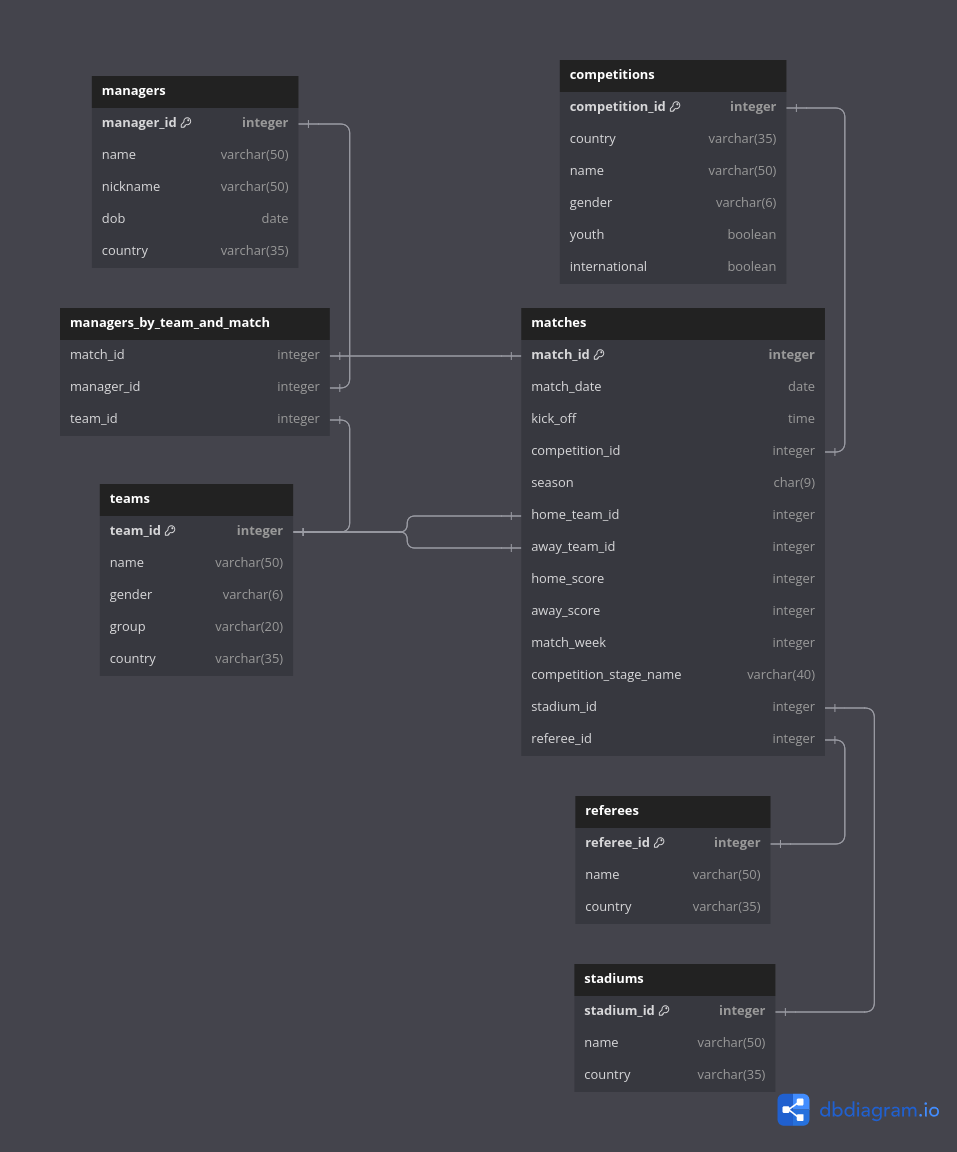 managers
manager_id integer
name varchar(50)
nickname varchar(50)
dob date
country varchar(35)
competitions
competition_id integer
country varchar(35)
name varchar(50)
gender varchar(6)
youth boolean
international boolean
managers_by_team_and_match
match_id integer
manager_id integer
team_id integer
matches
match_id integer
match_date date
kick_off time
competition_id integer
season char(9)
home_team_id integer
away_team_id integer
home_score integer
away_score integer
match_week integer
competition_stage_name varchar(40)
stadium_id integer
referee_id integer
teams
team_id integer
name varchar(50)
gender varchar(6)
group varchar(20)
country varchar(35)
referees
referee_id integer
name varchar(50)
country varchar(35)
stadiums
stadium_id integer
name varchar(50)
country varchar(35)
dbdiagram.io